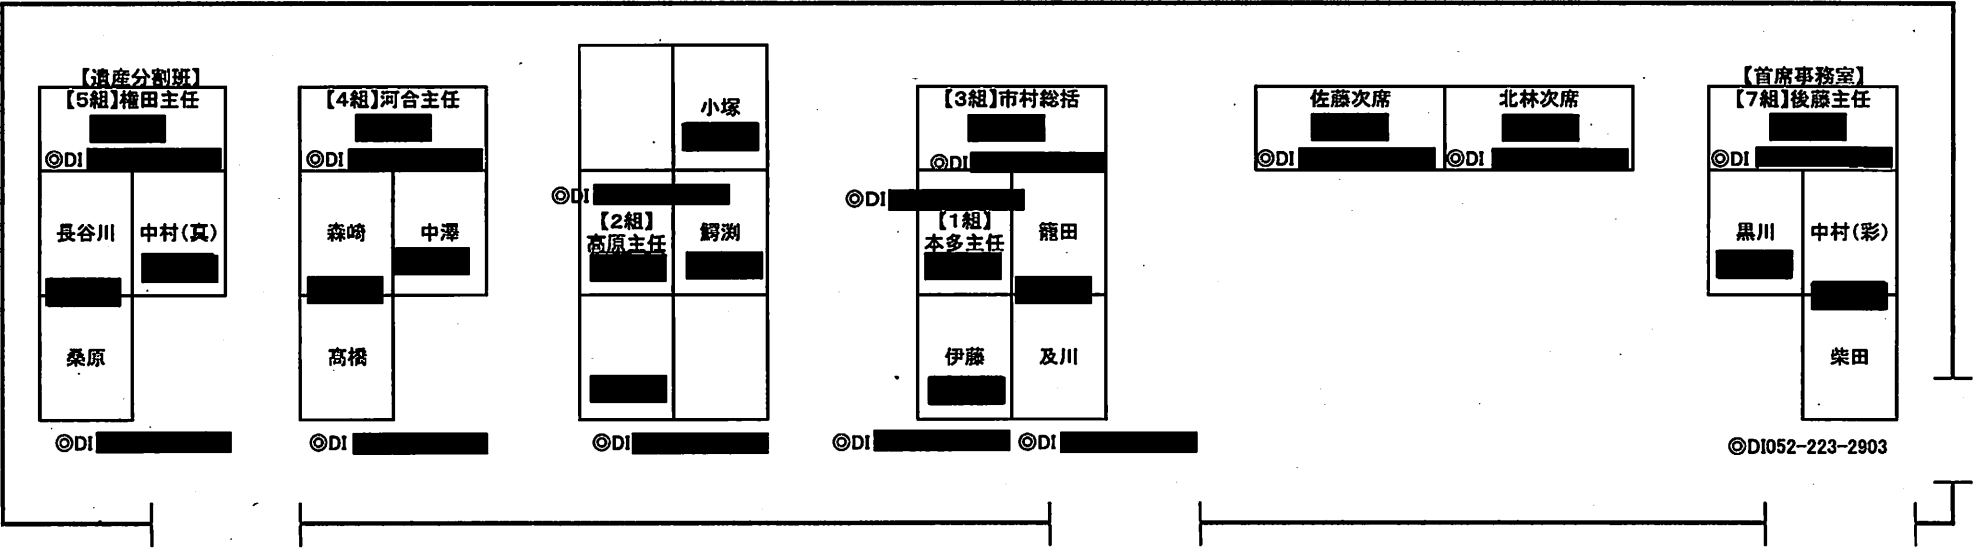 【遺産分割班】
【5組】権田主任
◎DI
長谷川
中村(真)
桑原
◎DI
【4組】河合主任
◎DI
森崎
中澤
髙橋
◎DI
小塚
◎DI
【2組】
高原主任
鰐渕
◎DI
【3組】市村総括
◎DI
◎DI
【1組】
本多主任
籠田
伊藤
及川
◎DI
◎DI
佐藤次席
◎DI
北林次席
◎DI
【首席事務室】
【7組】後藤主任
◎DI
黒川
中村(彩)
柴田
◎DI052-223-2903